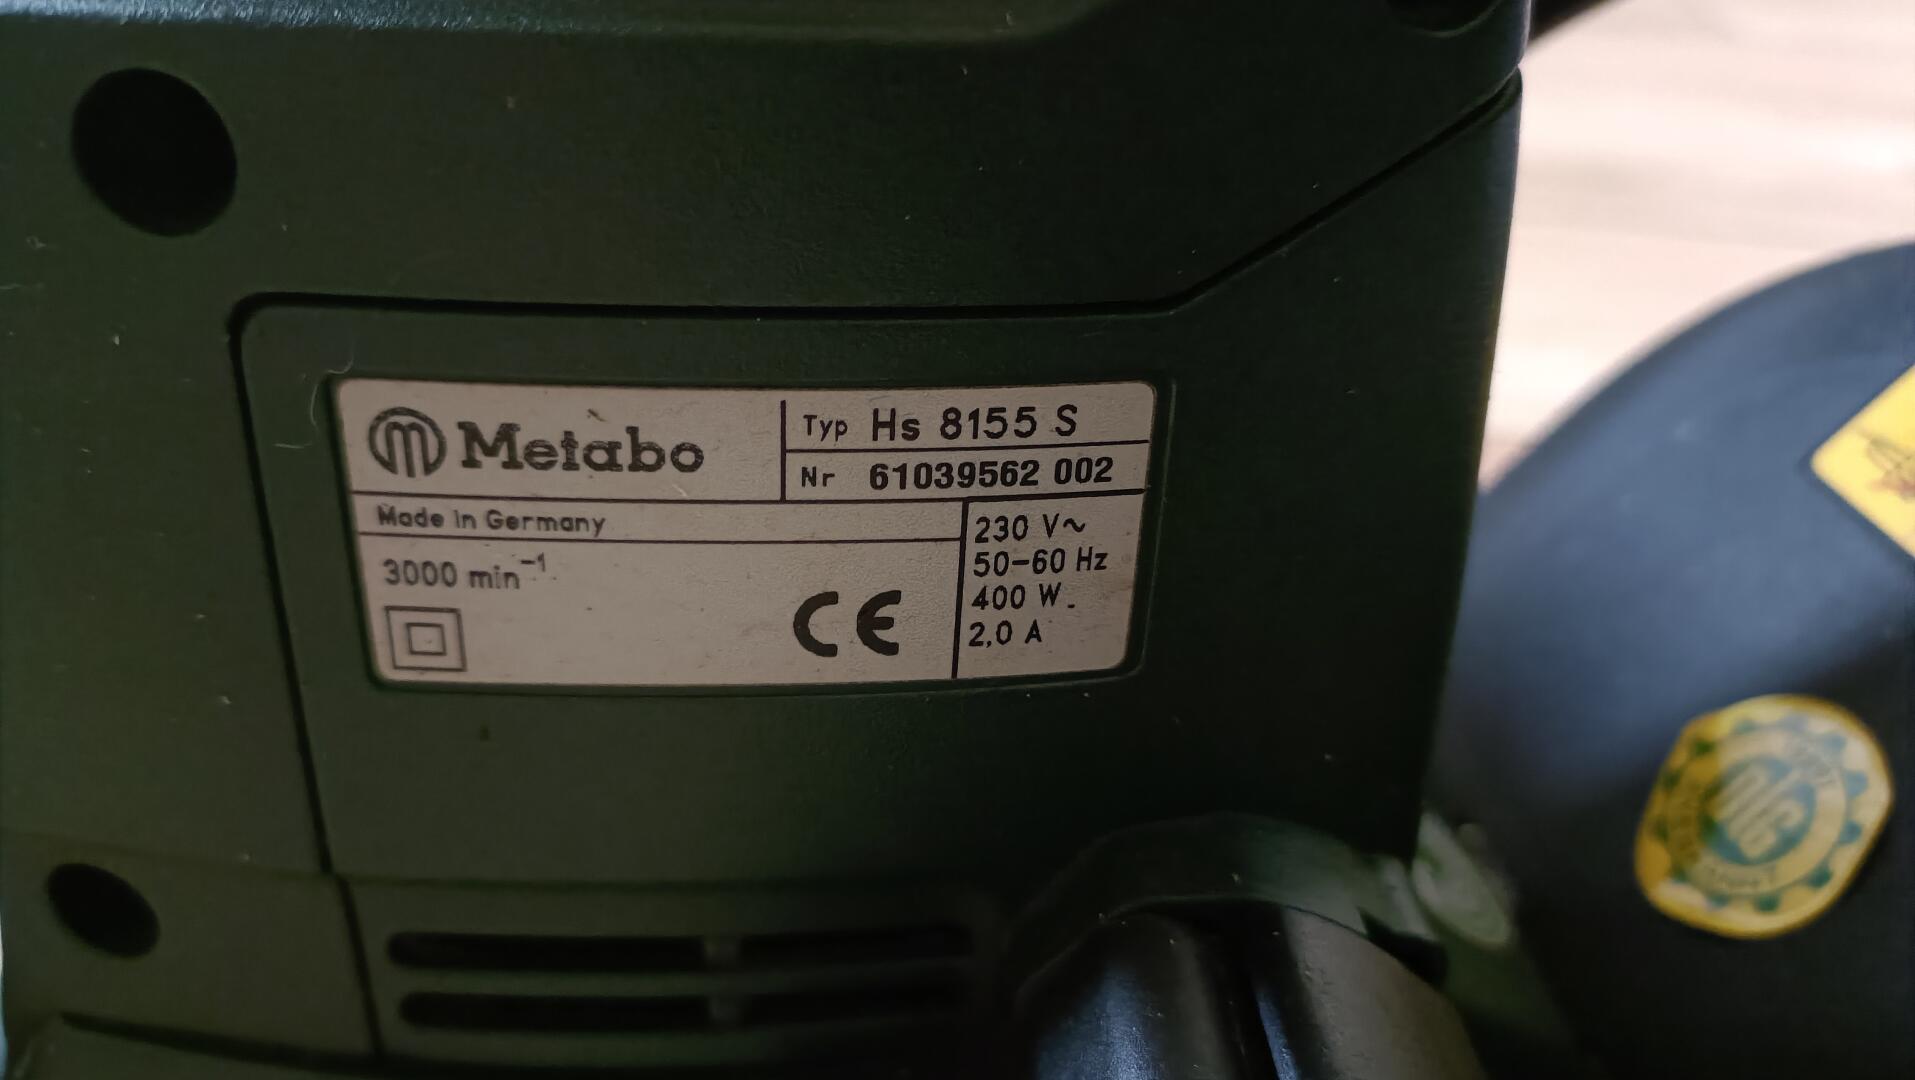 Metabo
Typ Hs 8155 S
Nr 61039562 002
Made in Germany
3000 min⁻¹
CE
230 V~
50-60 Hz
400 W
2,0 A